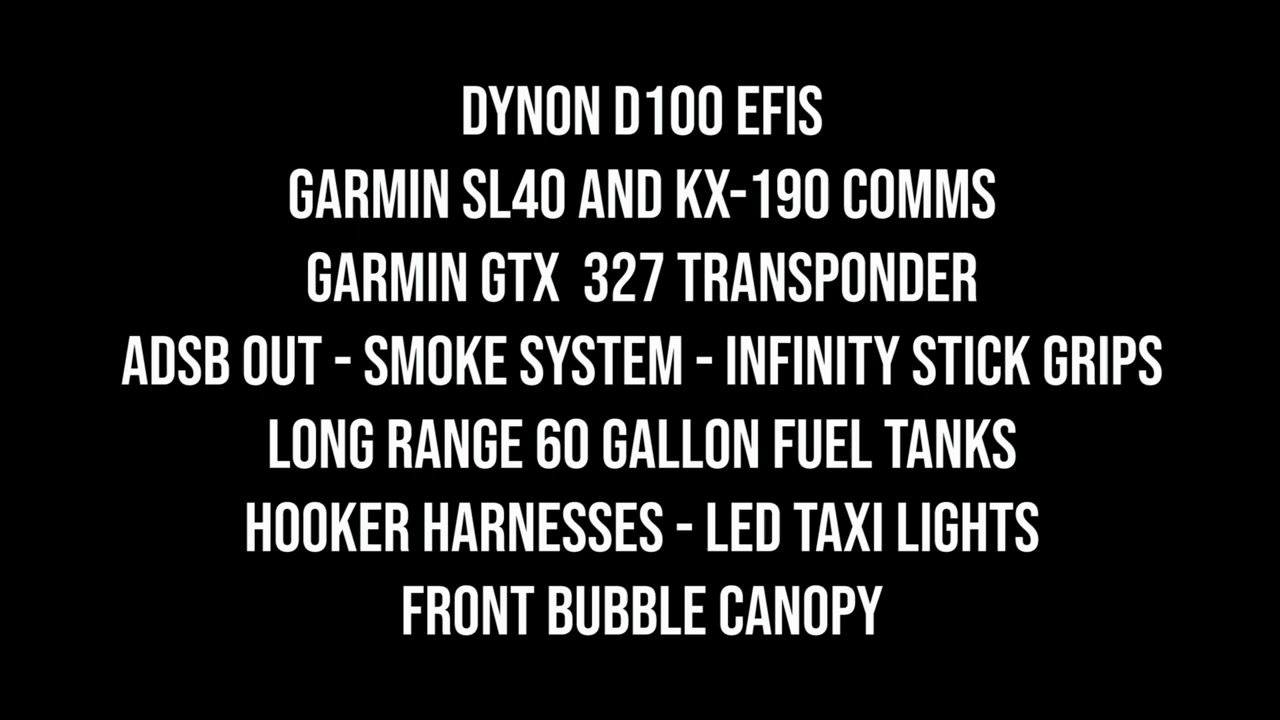 DYNON D100 EFIS
GARMIN SL40 AND KX-190 COMMS
GARMIN GTX  327 TRANSPONDER
ADSB OUT - SMOKE SYSTEM - INFINITY STICK GRIPS
LONG RANGE 60 GALLON FUEL TANKS
HOOKER HARNESSES - LED TAXI LIGHTS
FRONT BUBBLE CANOPY